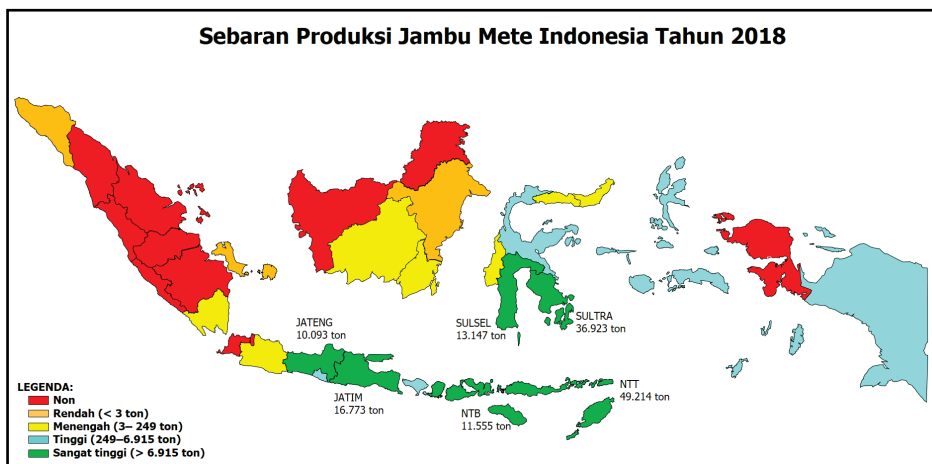 Sebaran Produksi Jambu Mete Indonesia Tahun 2018
JATENG
10.093 ton
SULSEL
13.147 ton
SULTRA
36.923 ton
JATIM
16.773 ton
NTB
11.555 ton
NTT
49.214 ton
LEGENDA:
Non
Rendah (< 3 ton)
Menengah (3– 249 ton)
Tinggi (249–6.915 ton)
Sangat tinggi (> 6.915 ton)